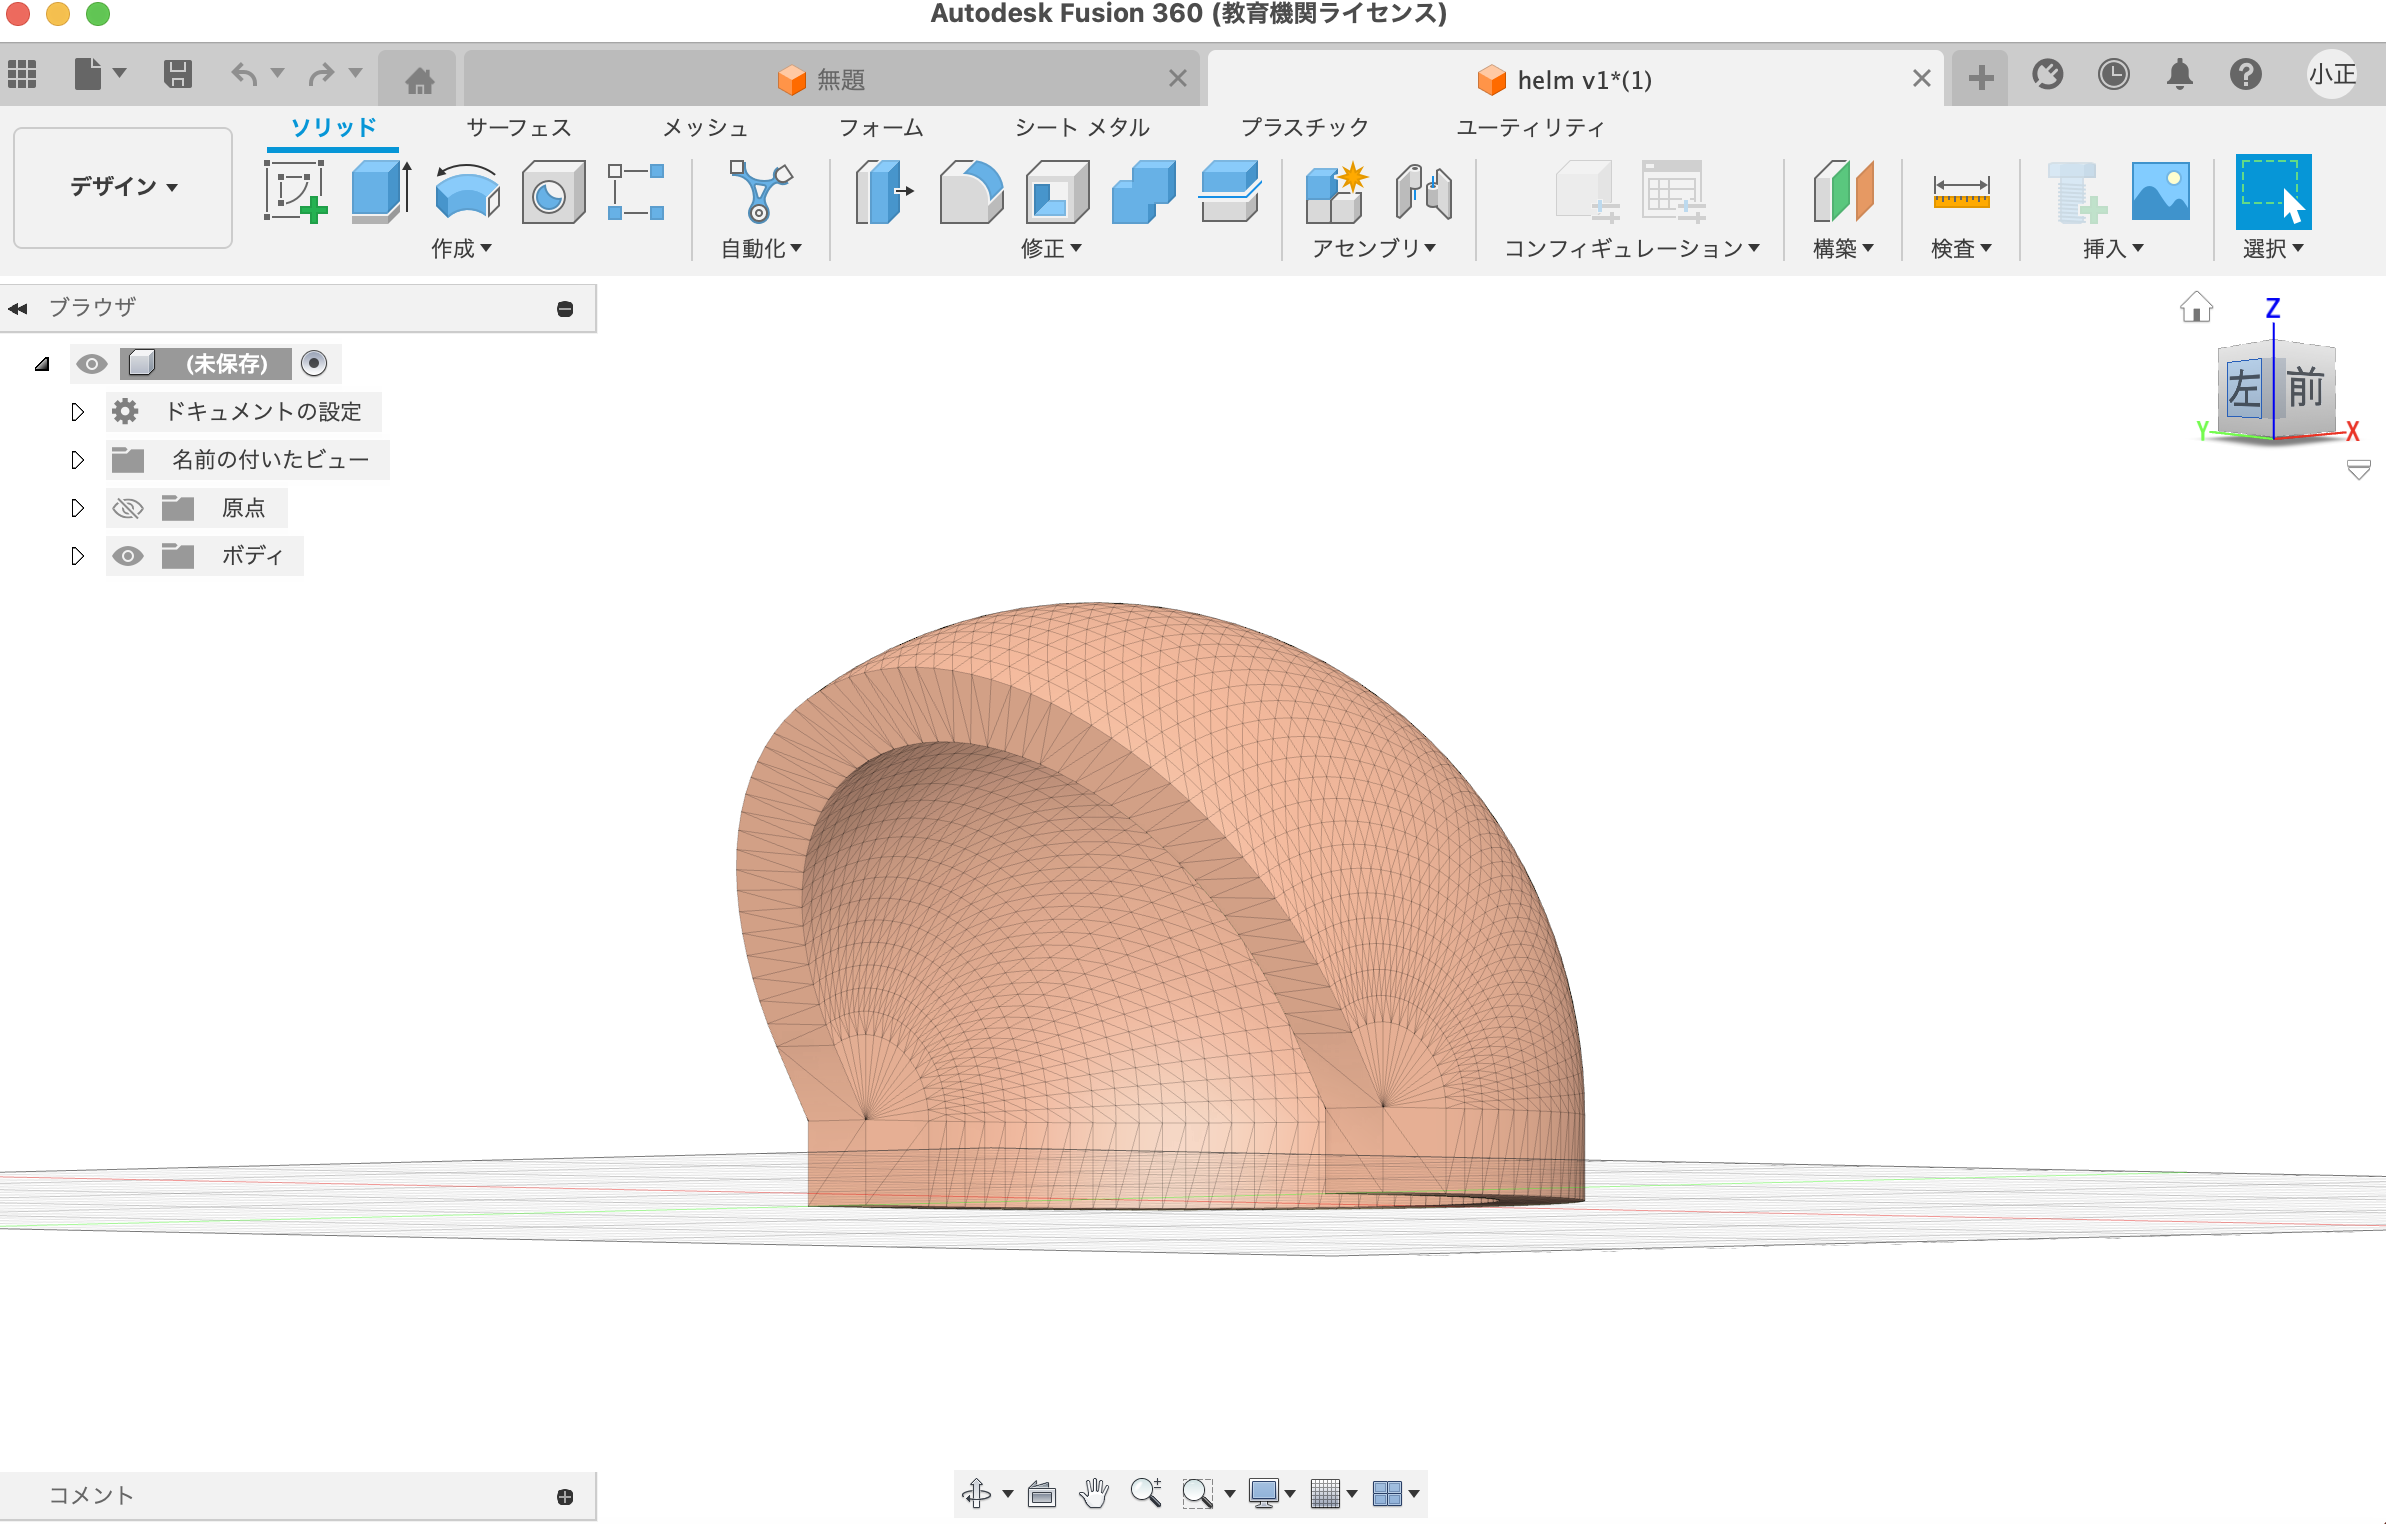 Autodesk Fusion 360 (教育機関ライセンス)
無題
helm v1*(1)
小正
デザイン
ソリッド サーフェス メッシュ フォーム シート メタル プラスチック ユーティリティ
作成 自動化 修正 アセンブリ コンフィギュレーション 構築 検査 挿入 選択
ブラウザ
(未保存)
ドキュメントの設定
名前の付いたビュー
原点
ボディ
Z
左 前
Y X
コメント